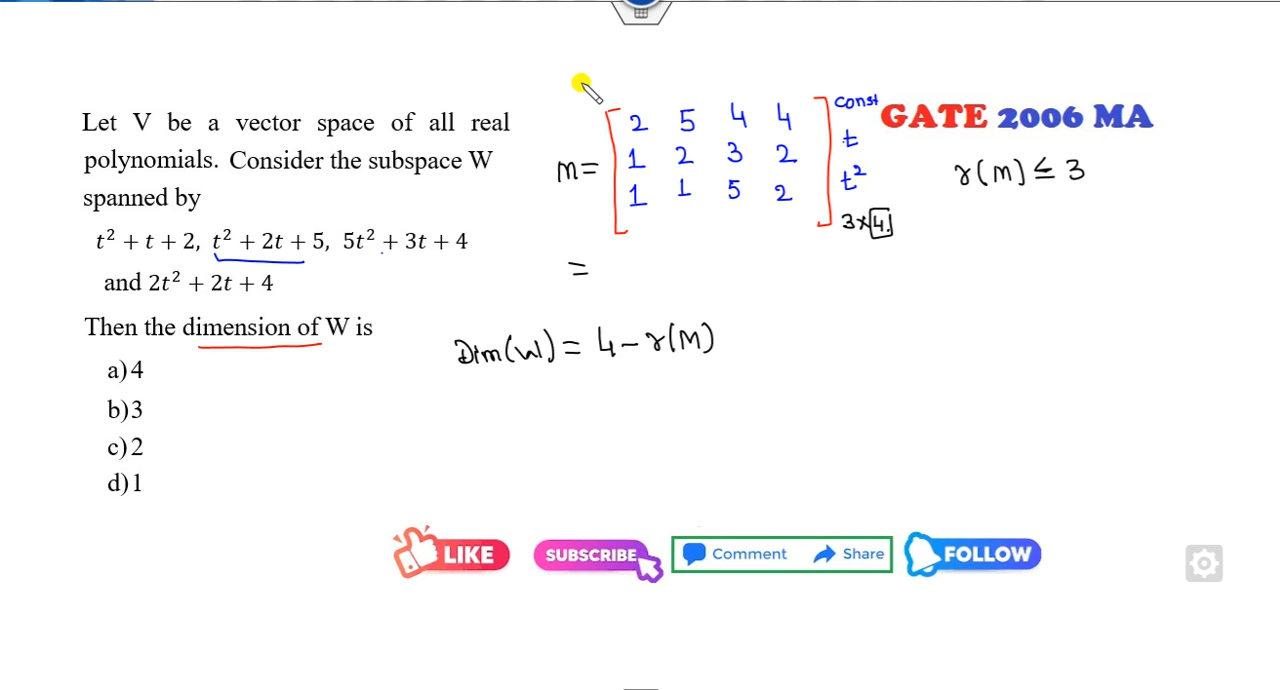 Let V be a vector space of all real
polynomials. Consider the subspace W
spanned by
t² + t + 2, t² + 2t + 5, 5t² + 3t + 4
and 2t² + 2t + 4
Then the dimension of W is
a)4
b)3
c)2
d)1
m=
2 5 4 4 const
1 2 3 2 t
1 1 5 2 t²
3×4
=
Dim(W) = 4 - r(M)
GATE 2006 MA
r(m) ≤ 3
LIKE
SUBSCRIBE
Comment
Share
FOLLOW